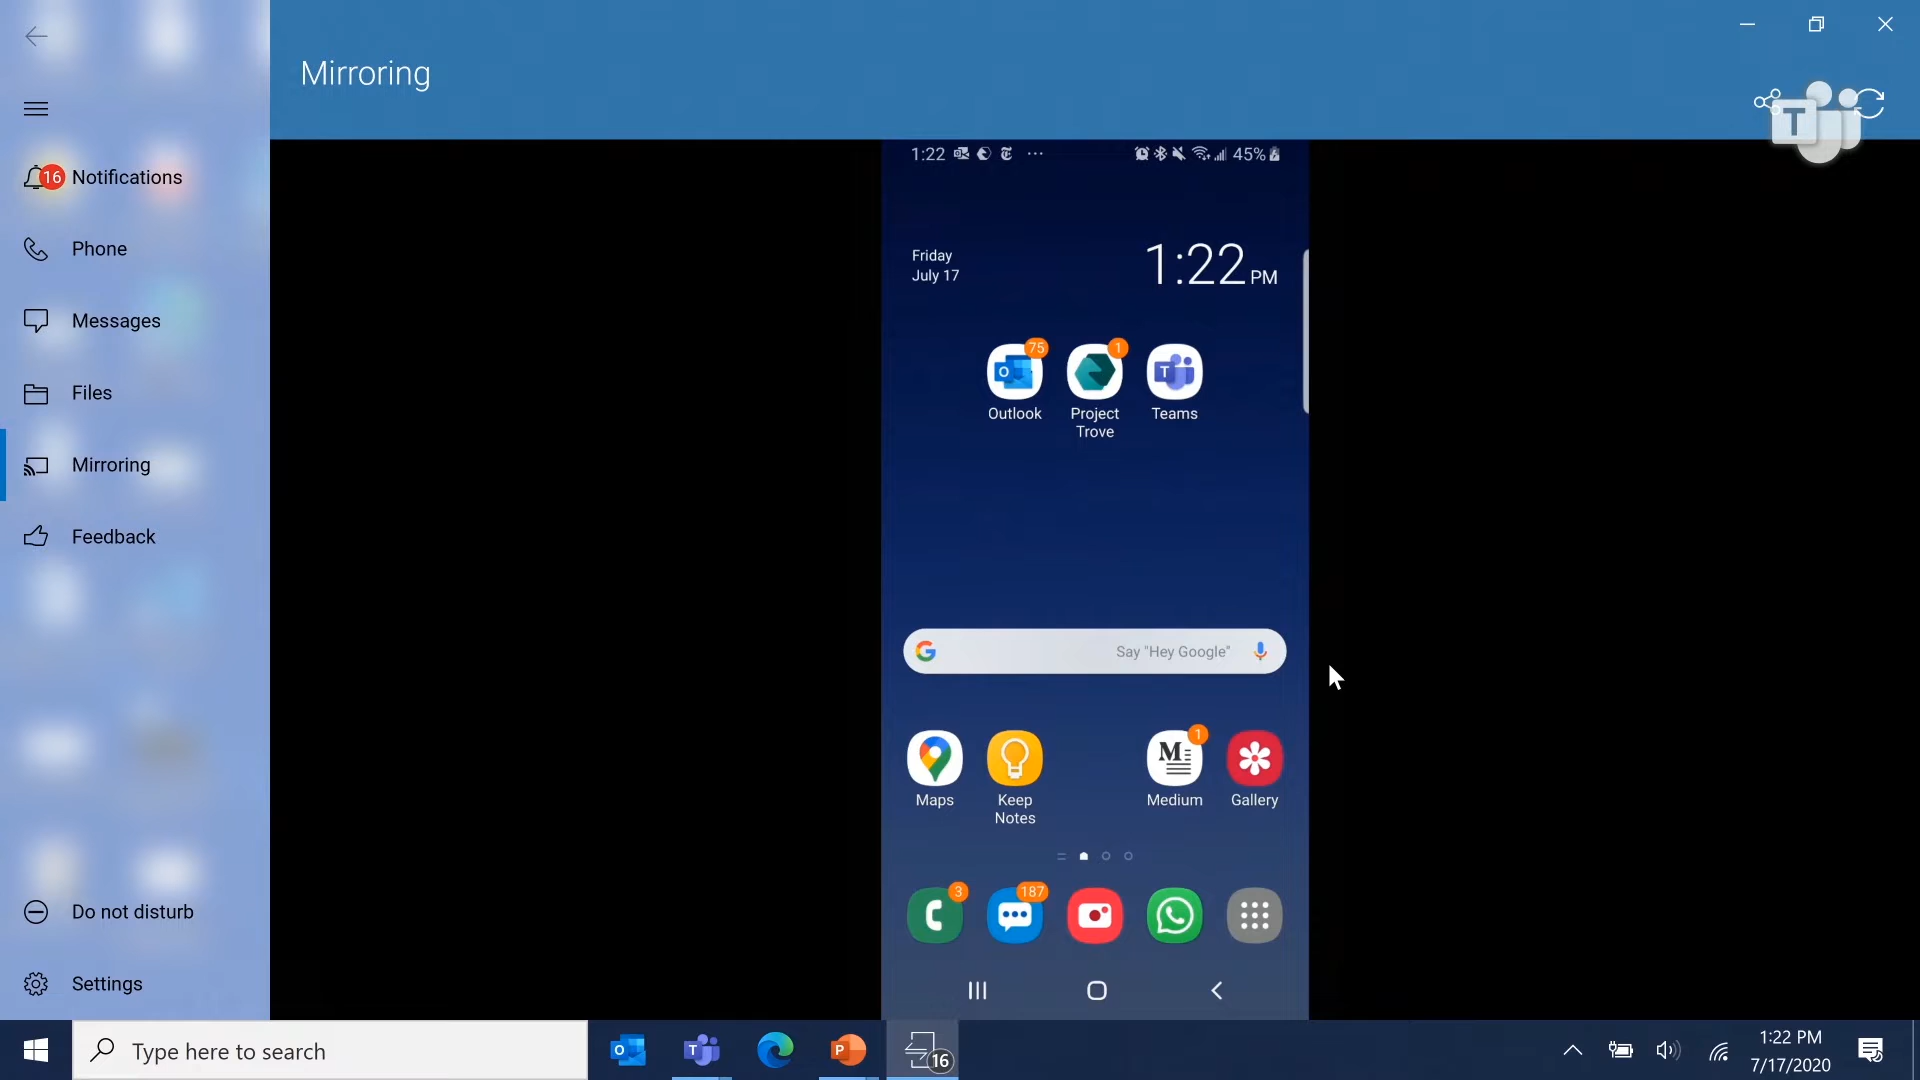 Mirroring
T
16
Notifications
Phone
Messages
Files
Mirroring
Feedback
Do not disturb
Settings
1:22
45%
Friday
July 17
1:22 PM
75
1
Outlook
Project
Trove
Teams
Say "Hey Google"
1
Maps
Keep
Notes
Medium
Gallery
3
187
Type here to search
16
1:22 PM
7/17/2020